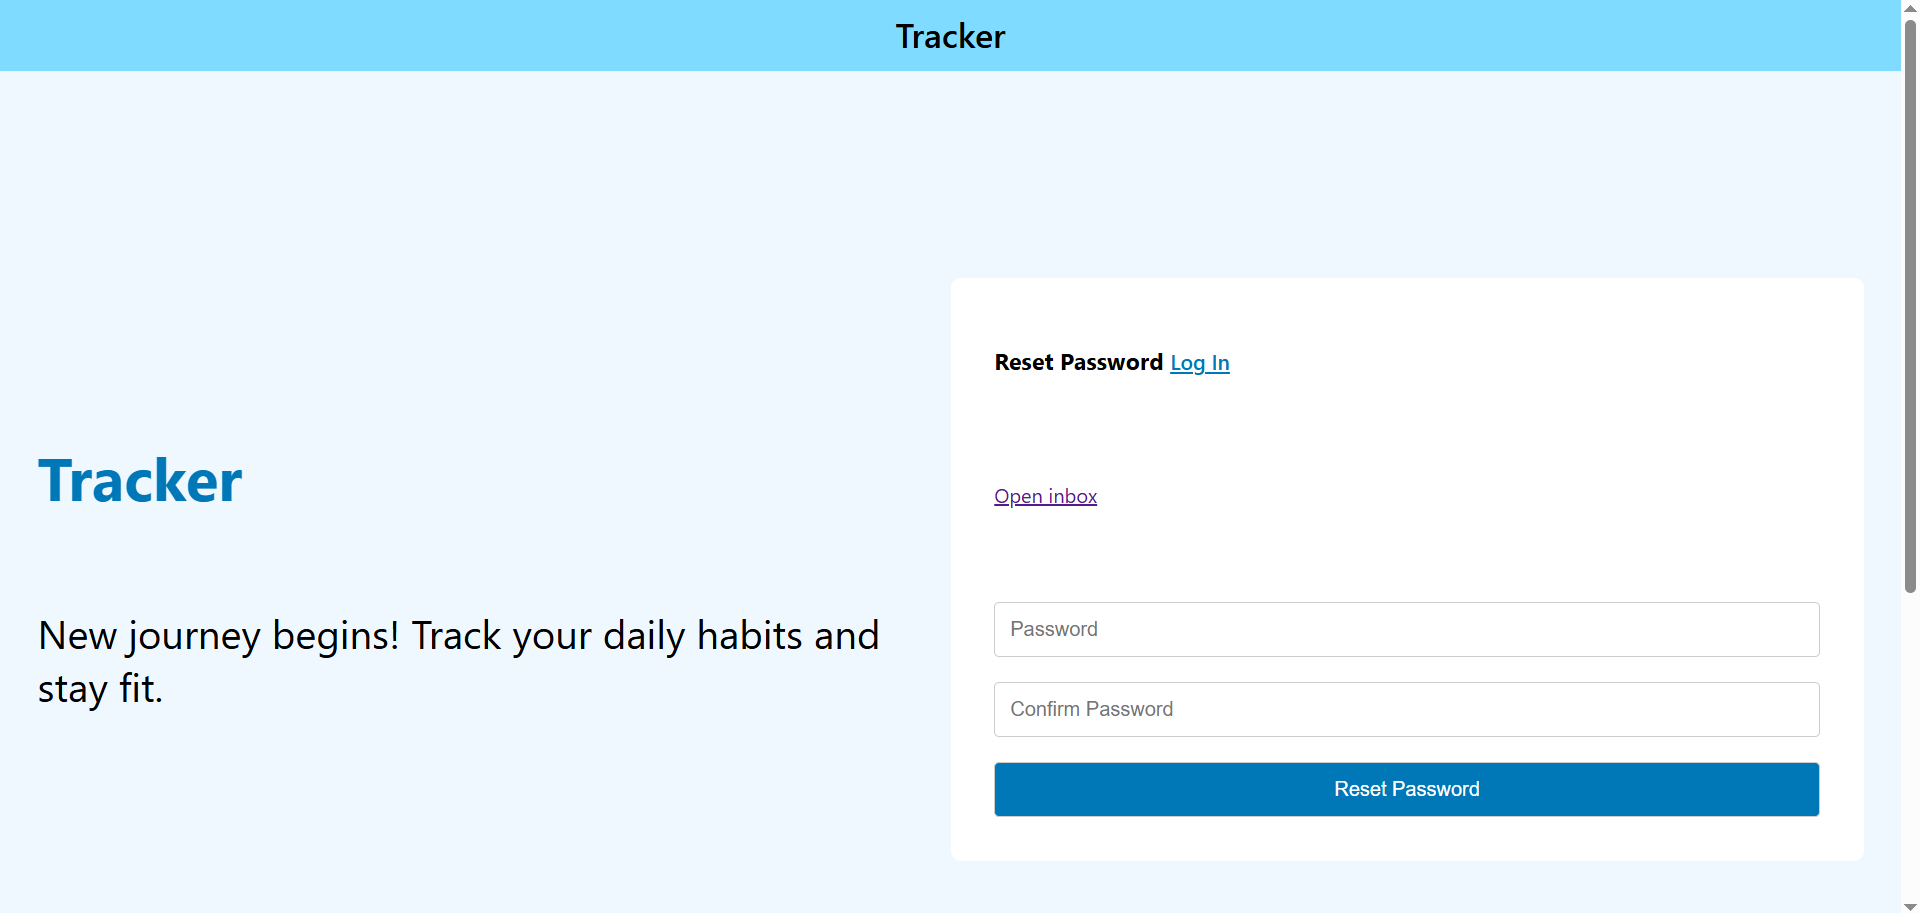 Tracker
Tracker
New journey begins! Track your daily habits and
stay fit.
Reset Password Log In
Open inbox
Password
Confirm Password
Reset Password